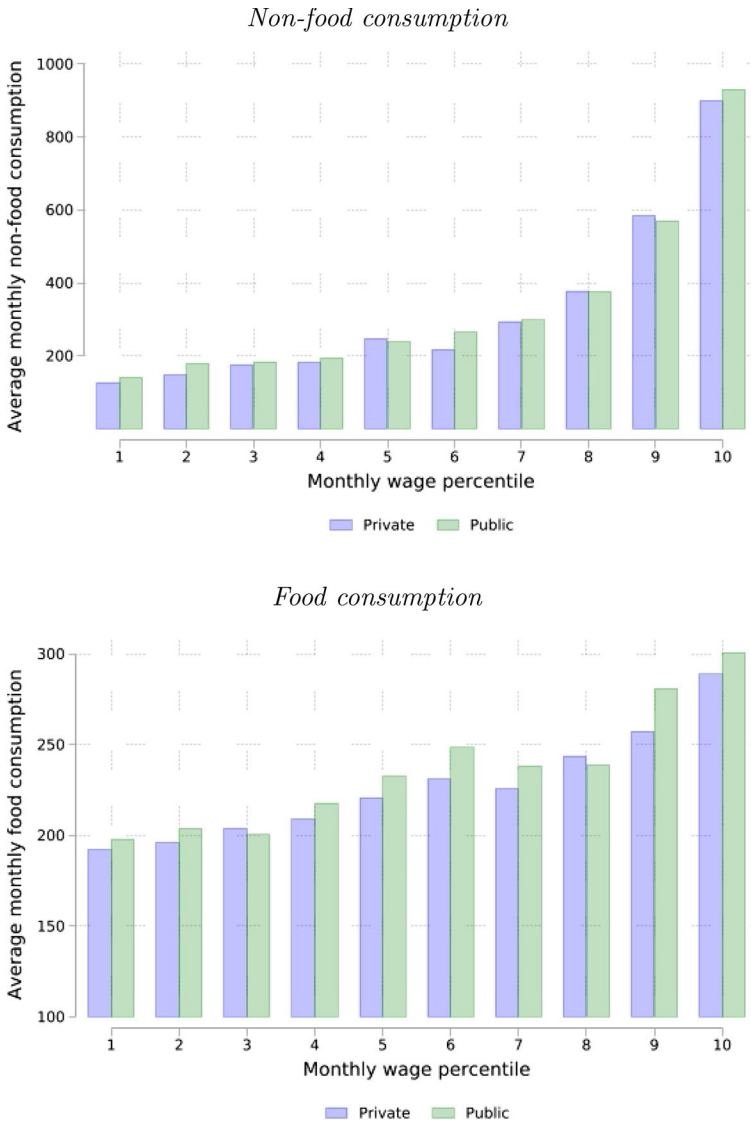 Non-food consumption
Average monthly non-food consumption
1000
800
600
400
200
1 2 3 4 5 6 7 8 9 10
Monthly wage percentile
Private Public
Food consumption
Average monthly food consumption
300
250
200
150
100
1 2 3 4 5 6 7 8 9 10
Monthly wage percentile
Private Public